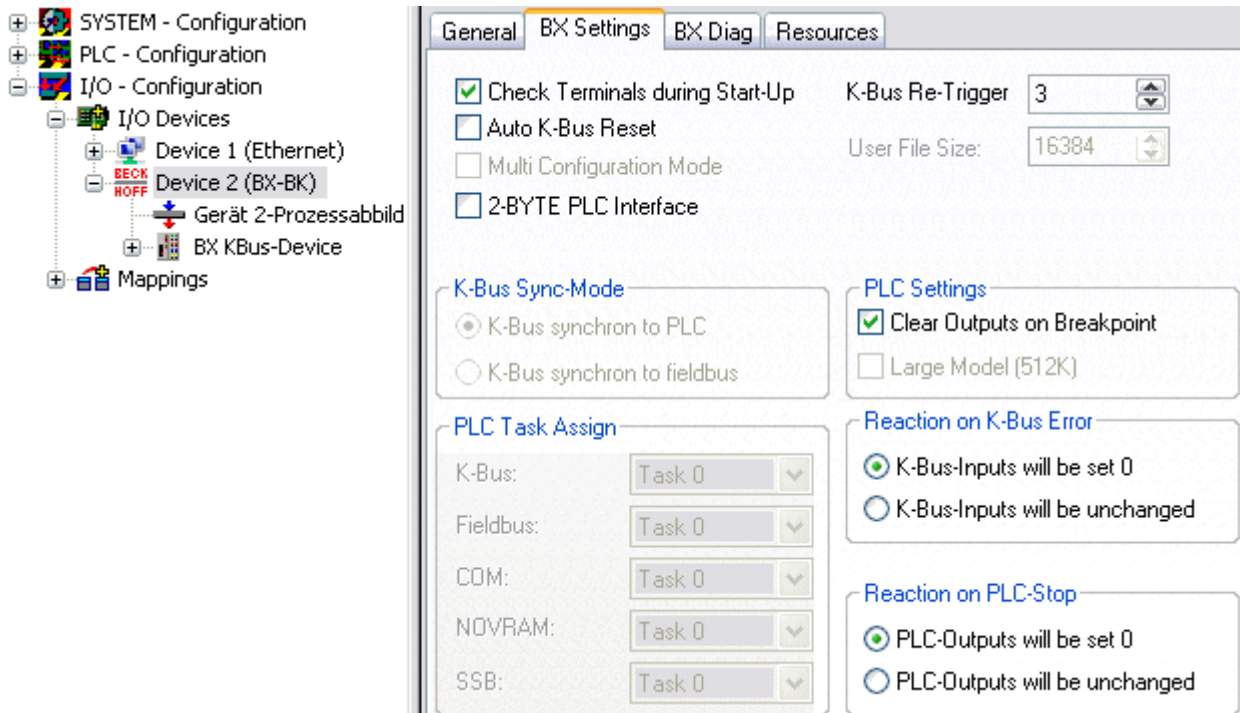 SYSTEM - Configuration
PLC - Configuration
I/O - Configuration
I/O Devices
Device 1 (Ethernet)
BECK
HOFF
Device 2 (BX-BK)
Gerät 2-Prozessabbild
BX KBus-Device
Mappings
General BX Settings BX Diag Resources
Check Terminals during Start-Up
K-Bus Re-Trigger 3
Auto K-Bus Reset
User File Size: 16384
Multi Configuration Mode
2-BYTE PLC Interface
K-Bus Sync-Mode
K-Bus synchron to PLC
K-Bus synchron to fieldbus
PLC Settings
Clear Outputs on Breakpoint
Large Model (512K)
PLC Task Assign
K-Bus: Task 0
Fieldbus: Task 0
COM: Task 0
NOVRAM: Task 0
SSB: Task 0
Reaction on K-Bus Error
K-Bus-Inputs will be set 0
K-Bus-Inputs will be unchanged
Reaction on PLC-Stop
PLC-Outputs will be set 0
PLC-Outputs will be unchanged